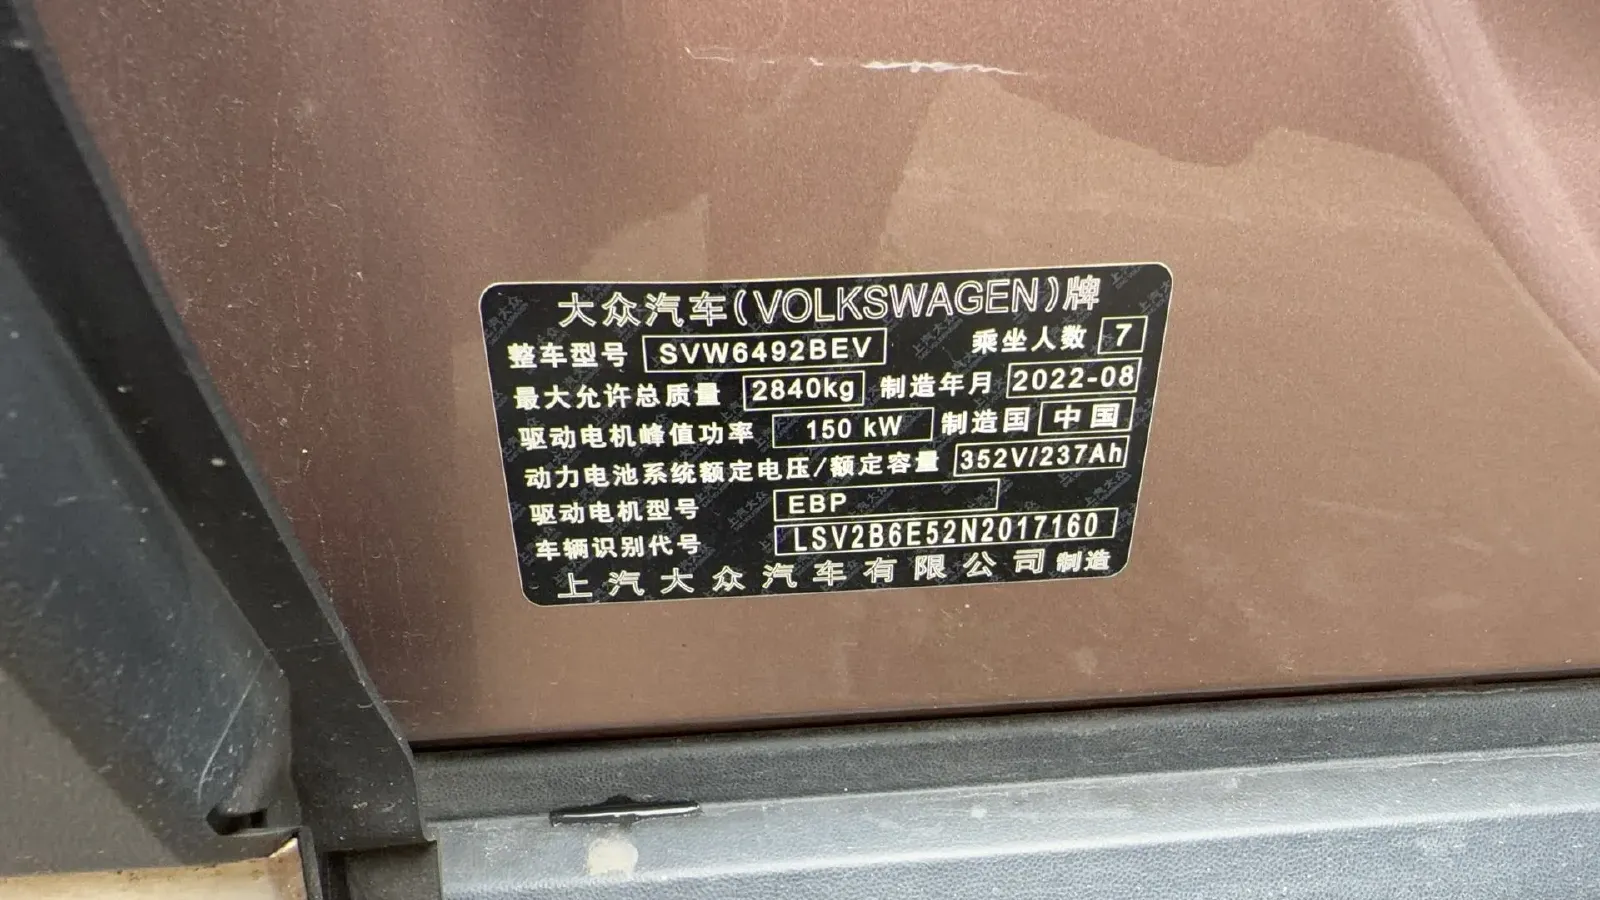 大众汽车(VOLKSWAGEN)牌
整车型号 SVW6492BEV 乘坐人数 7
最大允许总质量 2840kg 制造年月 2022-08
驱动电机峰值功率 150 kW 制造国 中国
动力电池系统额定电压/额定容量 352V/237Ah
驱动电机型号 EBP
车辆识别代号 LSV2B6E52N2017160
上汽大众汽车有限公司制造